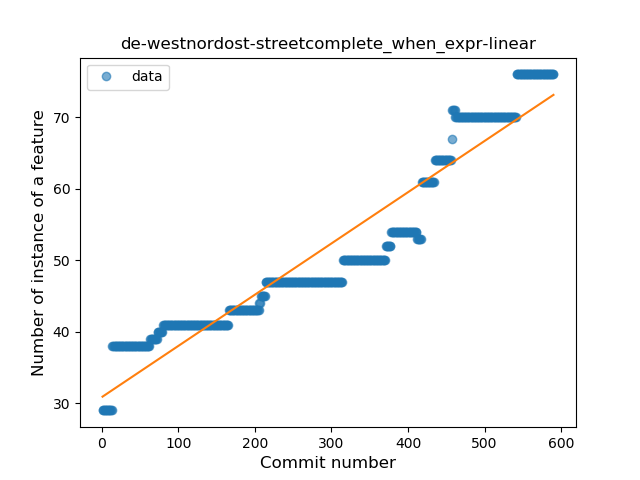 de-westnordost-streetcomplete_when_expr-linear
data
Number of instance of a feature
70
60
50
40
30
0 100 200 300 400 500 600
Commit number